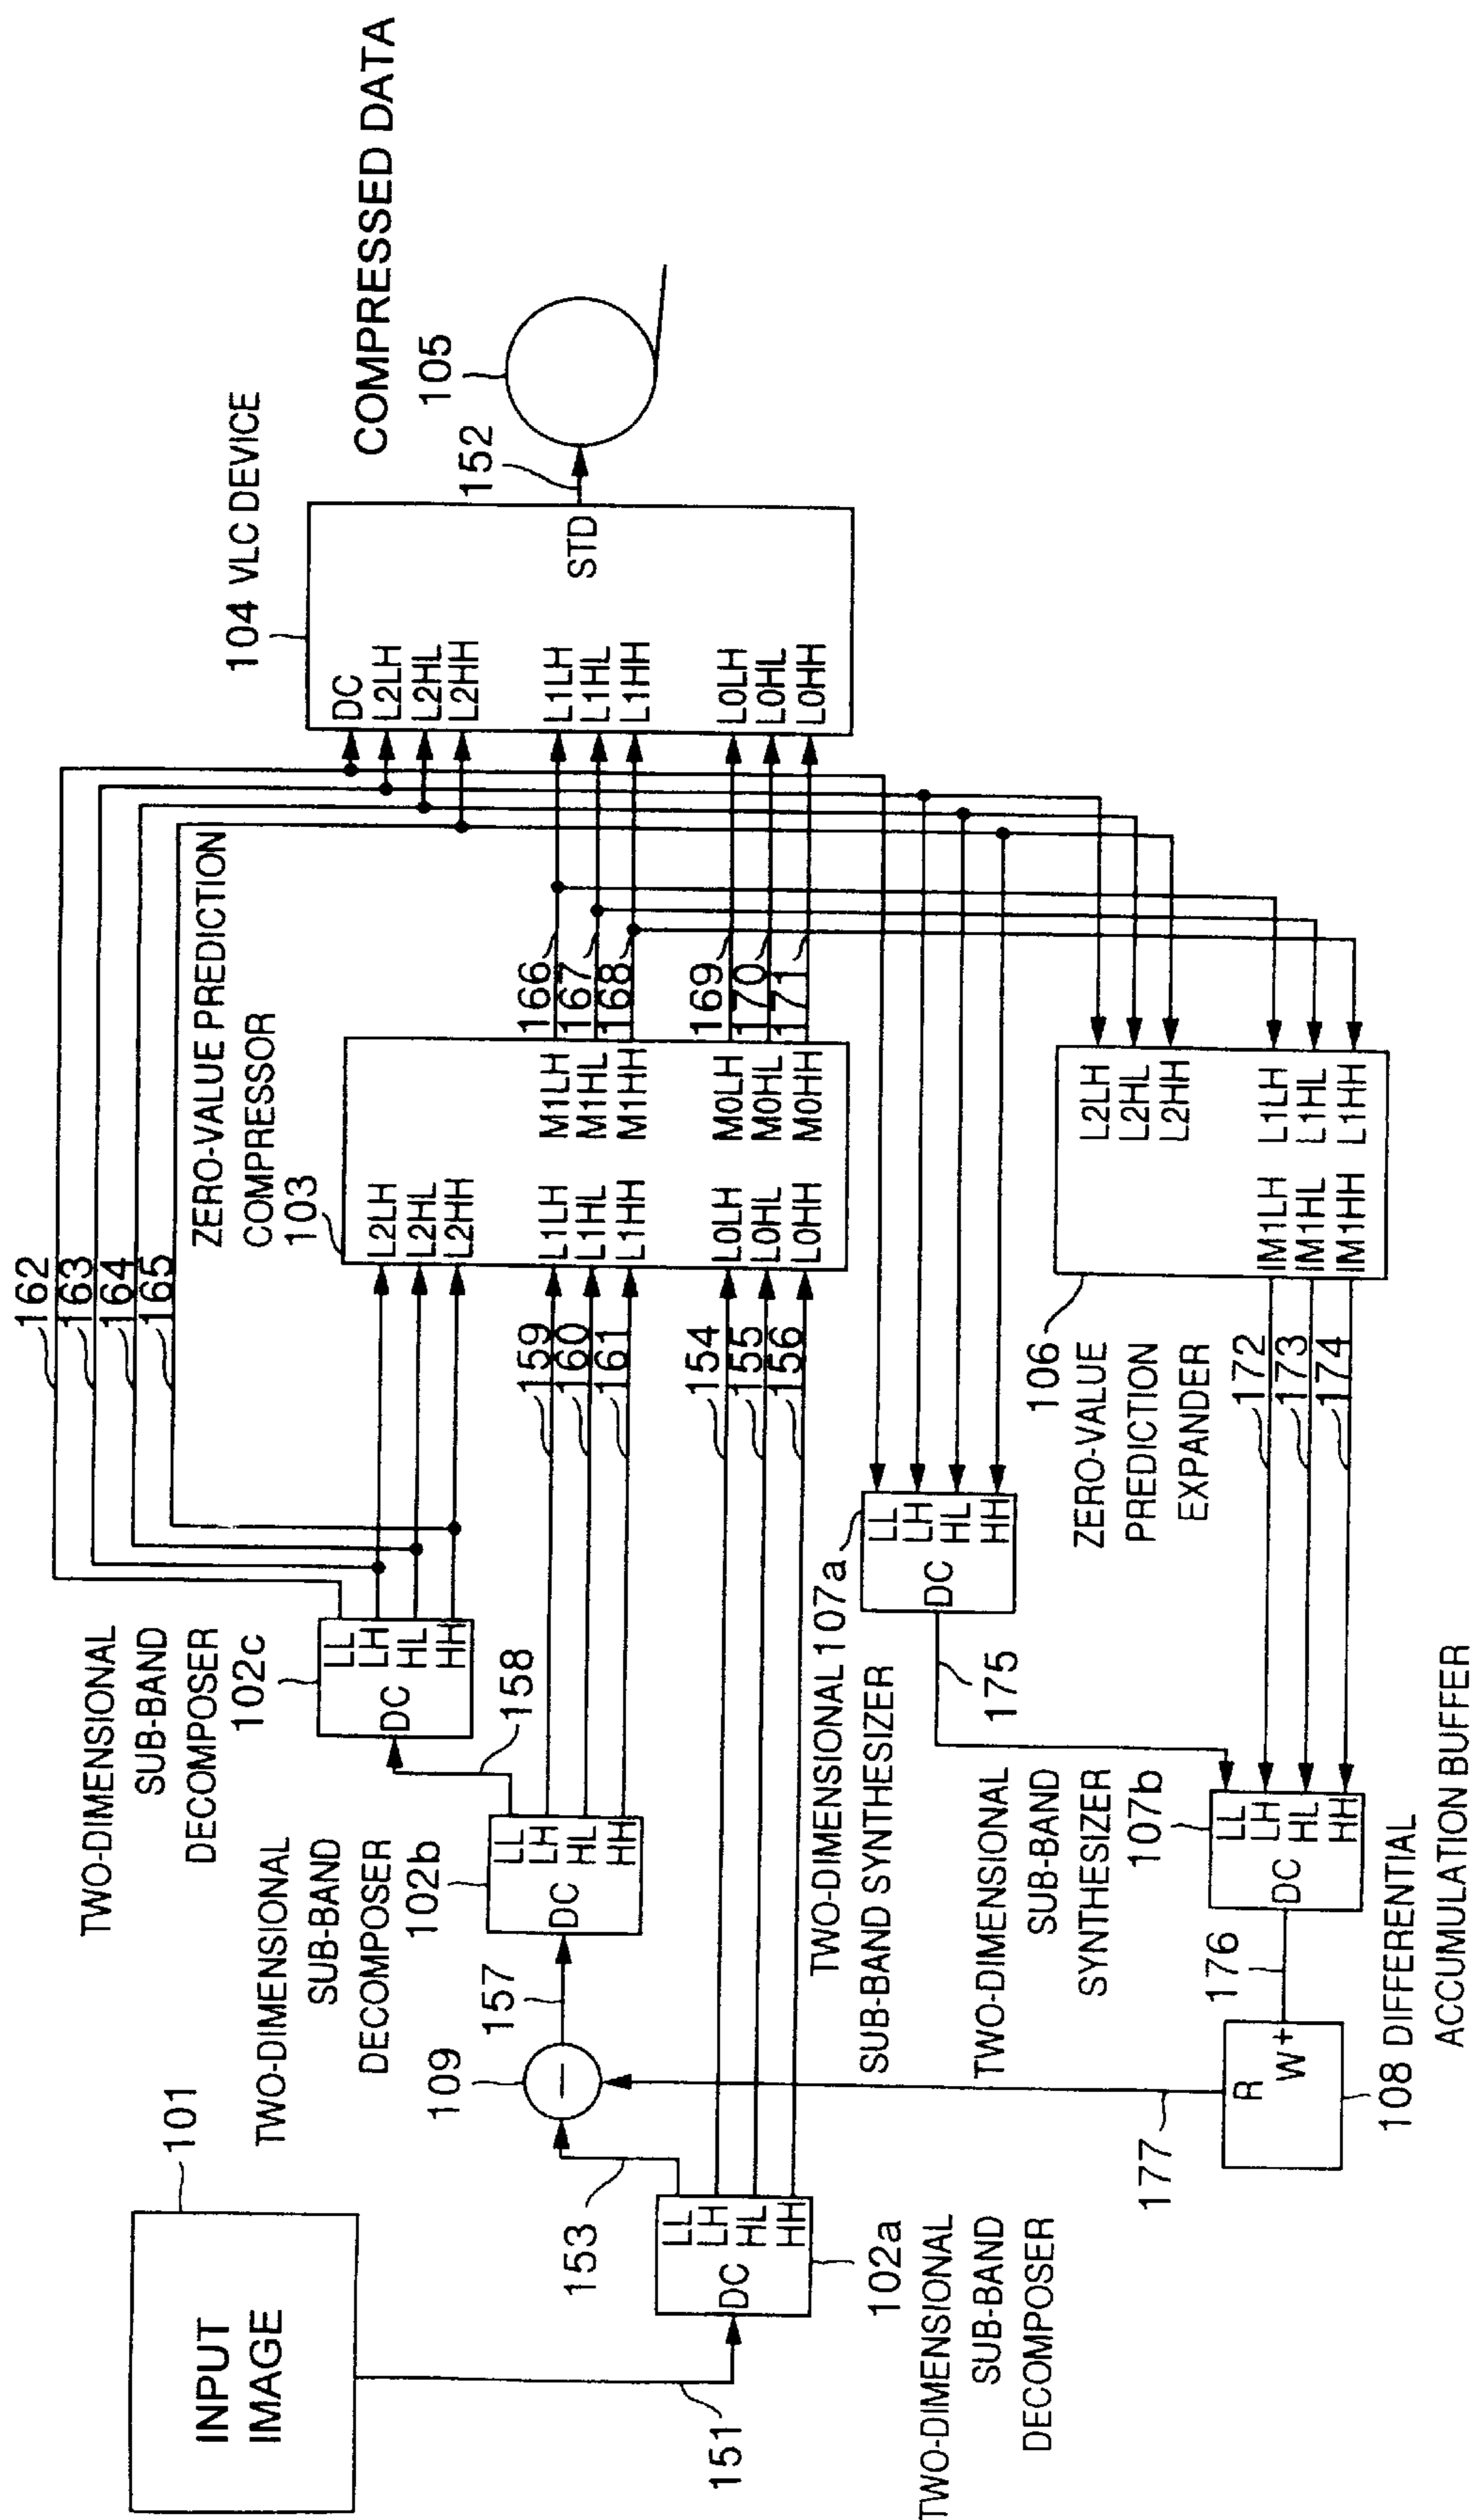 INPUT
IMAGE
101
151
153
DC
LL
LH
HL
HH
102a
TWO-DIMENSIONAL
SUB-BAND
DECOMPOSER
109
157
TWO-DIMENSIONAL
SUB-BAND
DECOMPOSER
102b
DC
LL
LH
HL
HH
158
TWO-DIMENSIONAL
SUB-BAND
DECOMPOSER
102c
DC
LL
LH
HL
HH
162
163
164
165
159
160
161
154
155
156
ZERO-VALUE PREDICTION
COMPRESSOR
103
L2LH
L2HL
L2HH
L1LH
L1HL
L1HH
L0LH
L0HL
L0HH
M1LH
M1HL
M1HH
M0LH
M0HL
M0HH
166
167
168
169
170
171
104 VLC DEVICE
DC
L2LH
L2HL
L2HH
L1LH
L1HL
L1HH
L0LH
L0HL
L0HH
STD
152
105
COMPRESSED DATA
TWO-DIMENSIONAL 107a
SUB-BAND SYNTHESIZER
DC
LL
LH
HL
HH
175
106
ZERO-VALUE
PREDICTION
EXPANDER
L2LH
L2HL
L2HH
L1LH
L1HL
L1HH
IM1LH
IM1HL
IM1HH
172
173
174
TWO-DIMENSIONAL
SUB-BAND
SYNTHESIZER
107b
DC
LL
LH
HL
HH
176
R
W+
177
108 DIFFERENTIAL
ACCUMULATION BUFFER